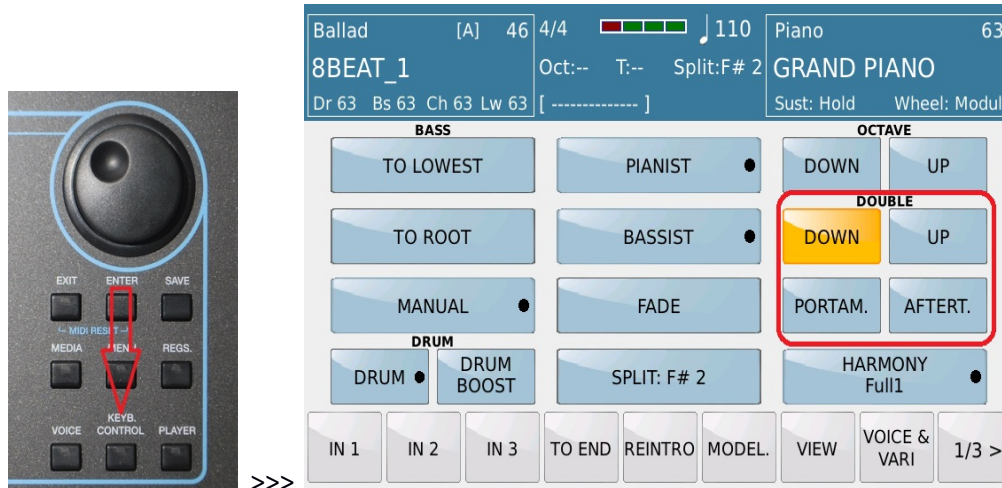 EXIT ENTER SAVE
MIDI RESET
MEDIA MENU REGS.
KEYB.
VOICE CONTROL PLAYER
>>>
Ballad [A] 46 4/4 110 Piano 63
8BEAT_1 Oct:-- T:-- Split:F# 2 GRAND PIANO
Dr 63 Bs 63 Ch 63 Lw 63 [ -------------- ] Sust: Hold Wheel: Modul
BASS OCTAVE
TO LOWEST PIANIST DOWN UP
DOUBLE
TO ROOT BASSIST DOWN UP
MANUAL FADE PORTAM. AFTERT.
DRUM
DRUM DRUM BOOST SPLIT: F# 2 HARMONY Full1
IN 1 IN 2 IN 3 TO END REINTRO MODEL. VIEW VOICE & VARI 1/3 >